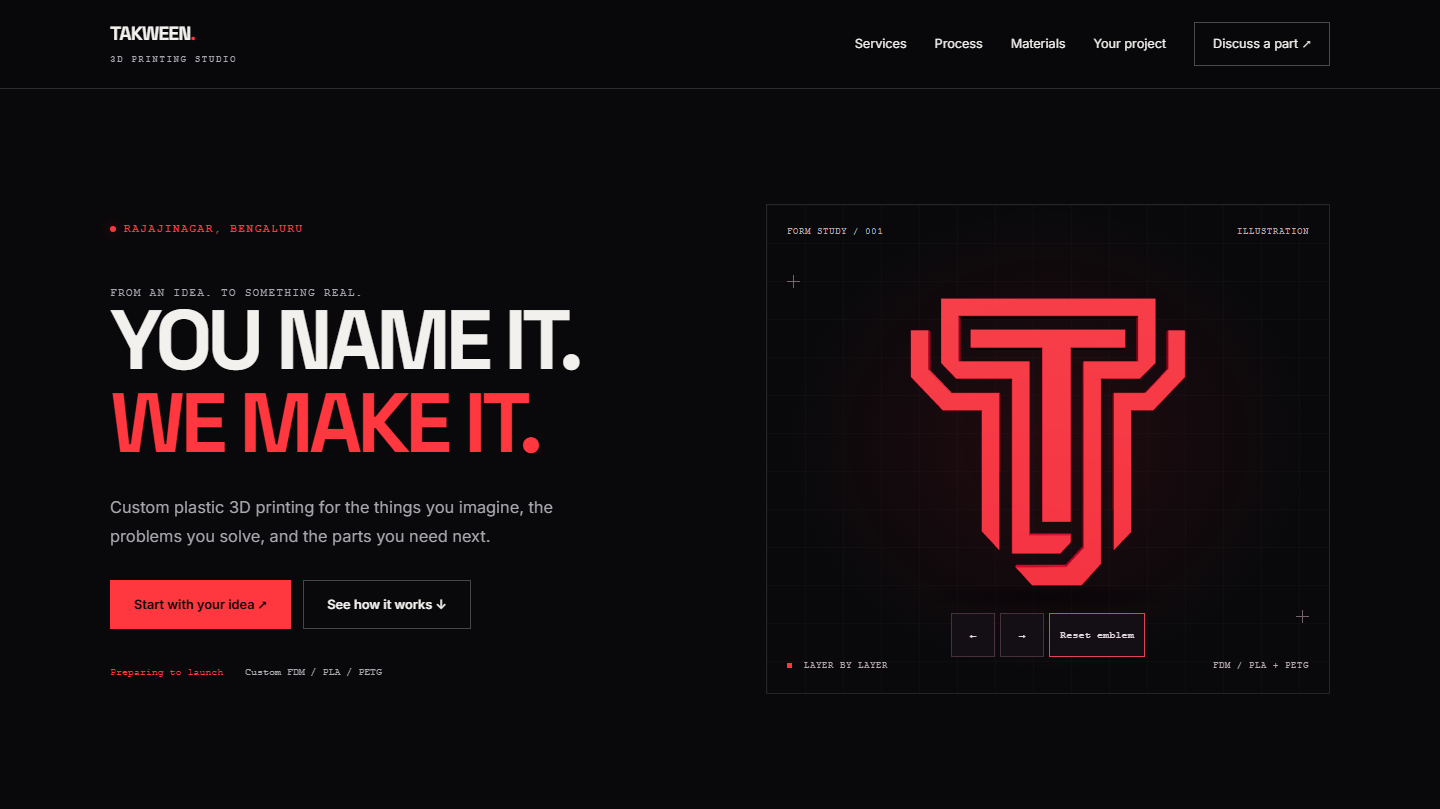 TAKWEEN.
3D PRINTING STUDIO
Services
Process
Materials
Your project
Discuss a part ↗
RAJAJINAGAR, BENGALURU
FROM AN IDEA. TO SOMETHING REAL.
YOU NAME IT.
WE MAKE IT.
Custom plastic 3D printing for the things you imagine, the
problems you solve, and the parts you need next.
Start with your idea ↗
See how it works ↓
Preparing to launch
Custom FDM / PLA / PETG
FORM STUDY / 001
ILLUSTRATION
←
→
Reset emblem
LAYER BY LAYER
FDM / PLA + PETG